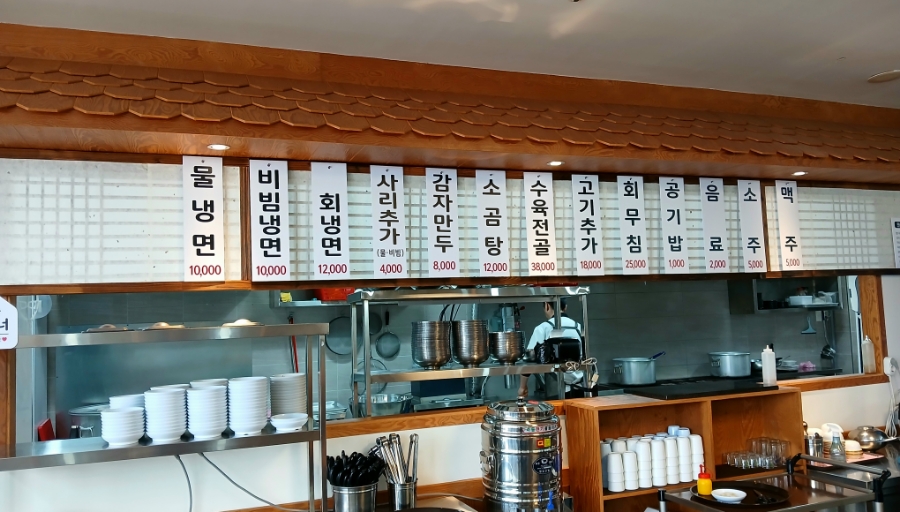 물냉면
10,000
비빔냉면
10,000
회냉면
12,000
사리추가
(물·비빔)
4,000
감자만두
8,000
소곰탕
12,000
수육전골
38,000
고기추가
18,000
회무침
25,000
공기밥
1,000
음료
2,000
소주
5,000
맥주
5,000
너